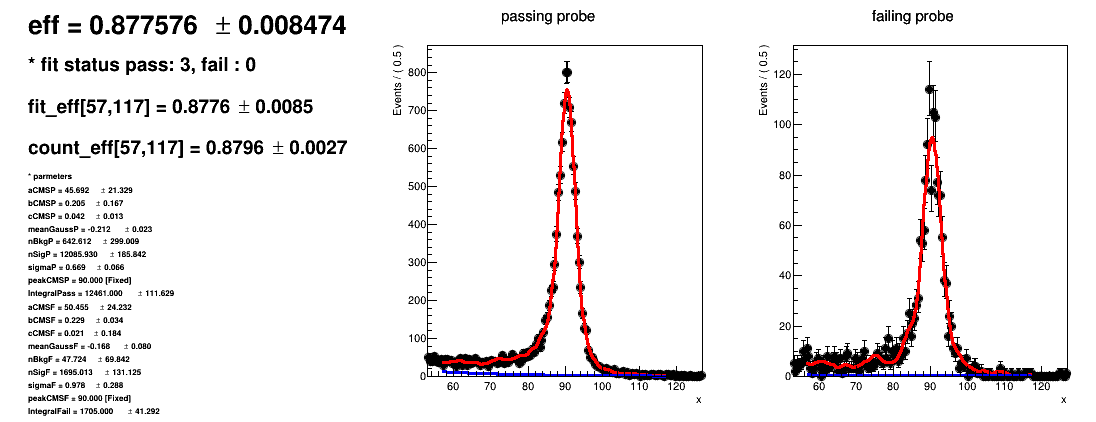 eff = 0.877576 ± 0.008474
* fit status pass: 3, fail : 0
fit_eff[57,117] = 0.8776 ± 0.0085
count_eff[57,117] = 0.8796 ± 0.0027
* parmeters
aCMSP = 45.692 ± 21.329
bCMSP = 0.205 ± 0.167
cCMSP = 0.042 ± 0.013
meanGaussP = -0.212 ± 0.023
nBkgP = 642.612 ± 299.009
nSigP = 12085.930 ± 165.842
sigmaP = 0.669 ± 0.066
peakCMSP = 90.000 [Fixed]
IntegralPass = 12461.000 ± 111.629
aCMSF = 50.455 ± 24.232
bCMSF = 0.229 ± 0.034
cCMSF = 0.021 ± 0.184
meanGaussF = -0.168 ± 0.080
nBkgF = 47.724 ± 69.842
nSigF = 1695.013 ± 131.125
sigmaF = 0.978 ± 0.288
peakCMSF = 90.000 [Fixed]
IntegralFail = 1705.000 ± 41.292
passing probe
Events / ( 0.5 )
800
700
600
500
400
300
200
100
0
60 70 80 90 100 110 120
x
failing probe
Events / ( 0.5 )
120
100
80
60
40
20
0
60 70 80 90 100 110 120
x